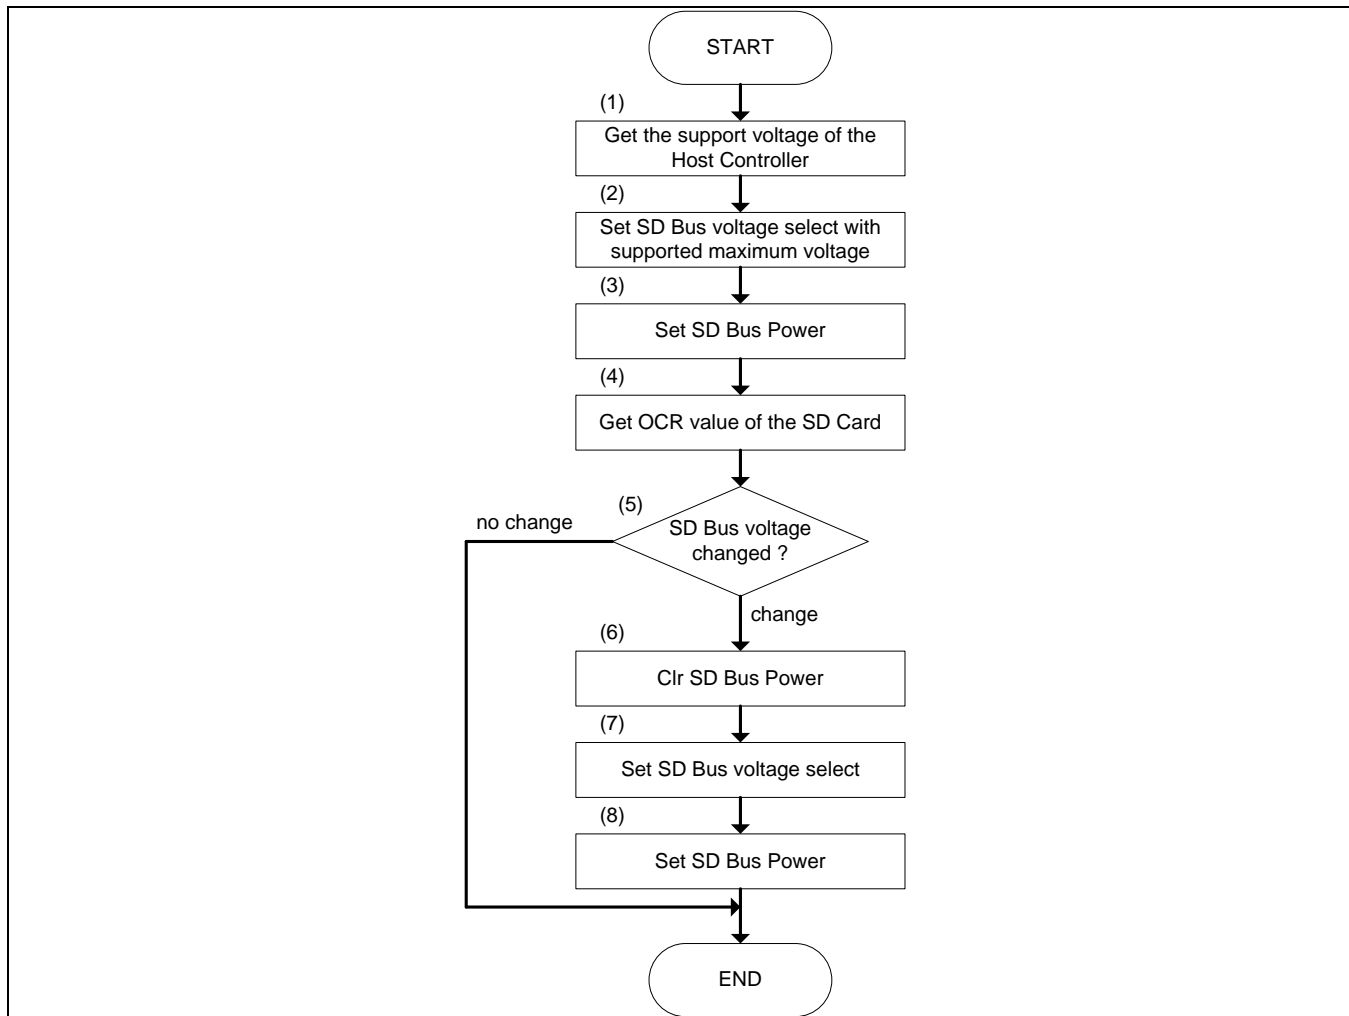 START
(1)
Get the support voltage of the
Host Controller
(2)
Set SD Bus voltage select with
supported maximum voltage
(3)
Set SD Bus Power
(4)
Get OCR value of the SD Card
(5)
no change
SD Bus voltage
changed ?
change
(6)
Clr SD Bus Power
(7)
Set SD Bus voltage select
(8)
Set SD Bus Power
END